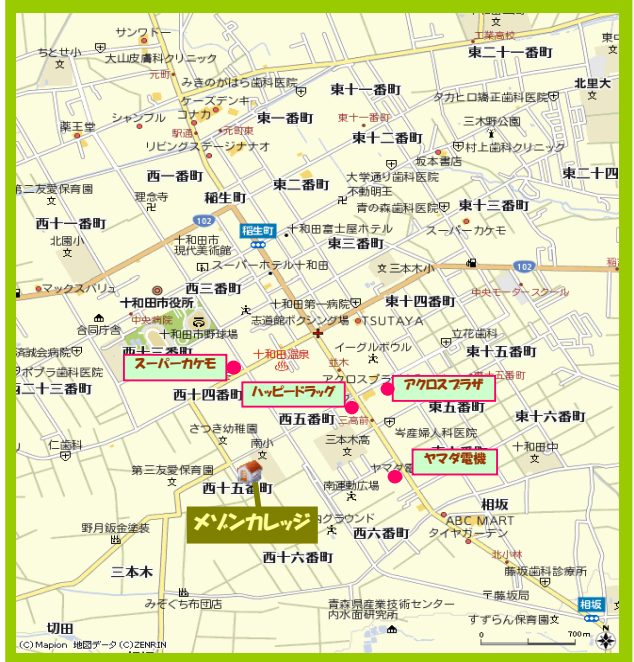 サンワドー
工業高校
ちとせ小
大山皮膚科クリニック
東二十一番町
元町
みきのがはら歯科医院
東十一番町
北里大
ケーズデンキ
タカヒロ矯正歯科医院
シャンブル
コナカ
東一番町
東十一番町
三木野公園
薬王堂
駅通
元町東
東十二番町
リビングステージナナオ
村上歯科クリニック
坂本書店
西一番町
東二番町
大学通り歯科医院
東二十四
第二友愛保育園
理念寺
稲生町
不動明王
青の森歯科医院
東十三番町
西十一番町
102
スーパーカケモ
北園小
稲生町
十和田富士屋ホテル
十和田市
現代美術館
東三番町
スーパーホテル十和田
三本木小
102
マックスバリュ
西三番町
中央モータースクール
十和田市役所
十和田第一病院
東十四番町
中央病院
志道館ボクシング場
TSUTAYA
合同庁舎
十和田市野球場
立花歯科
済誠会病院
西十三番町
十和田温泉
イーグルボウル
東十五番町
スーパーカケモ
並木
ポプラ歯科医院
アクロスプラ
東十五番町
西二十三番町
西十四番町
ハッピードラッグ
アクロスプラザ
東五番町
西五番町
三高前
東十六番町
さつき幼稚園
岑産婦人科医院
仁歯科
南小
三本木高
十和田中
第三友愛保育園
ヤマダ電
ヤマダ電機
西十五番町
南運動広場
相坂
メゾンカレッジ
グラウンド
ABC MART
野月鈑金塗装
西六番町
タイヤガーデン
西十六番町
北小林
三本木
藤坂歯科診療所
みぞぐち布団店
青森県産業技術センター
内水面研究所
〒藤坂局
相坂
切田
すずらん保育園
N
(C)Mapion 地図データ(C)ZENRIN
0 700m